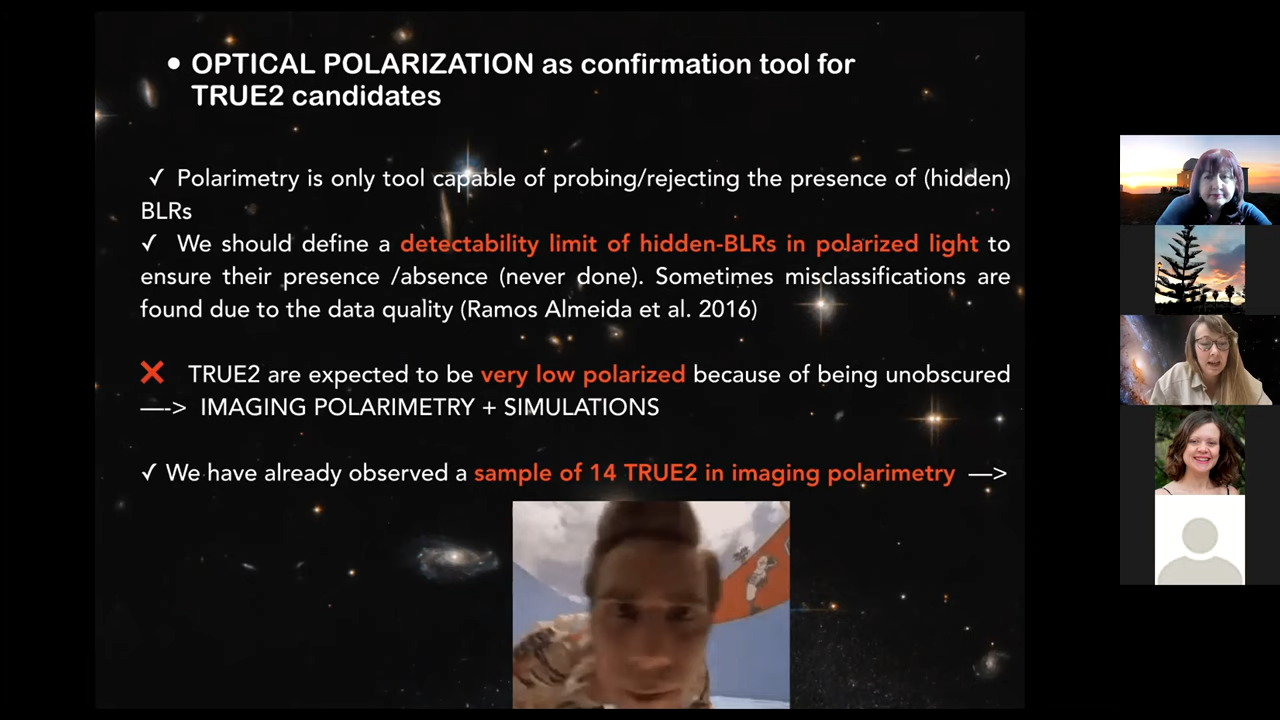 • OPTICAL POLARIZATION as confirmation tool for
TRUE2 candidates
✓ Polarimetry is only tool capable of probing/rejecting the presence of (hidden)
BLRs
✓ We should define a detectability limit of hidden-BLRs in polarized light to
ensure their presence /absence (never done). Sometimes misclassifications are
found due to the data quality (Ramos Almeida et al. 2016)
❌ TRUE2 are expected to be very low polarized because of being unobscured
—-> IMAGING POLARIMETRY + SIMULATIONS
✓ We have already observed a sample of 14 TRUE2 in imaging polarimetry —>